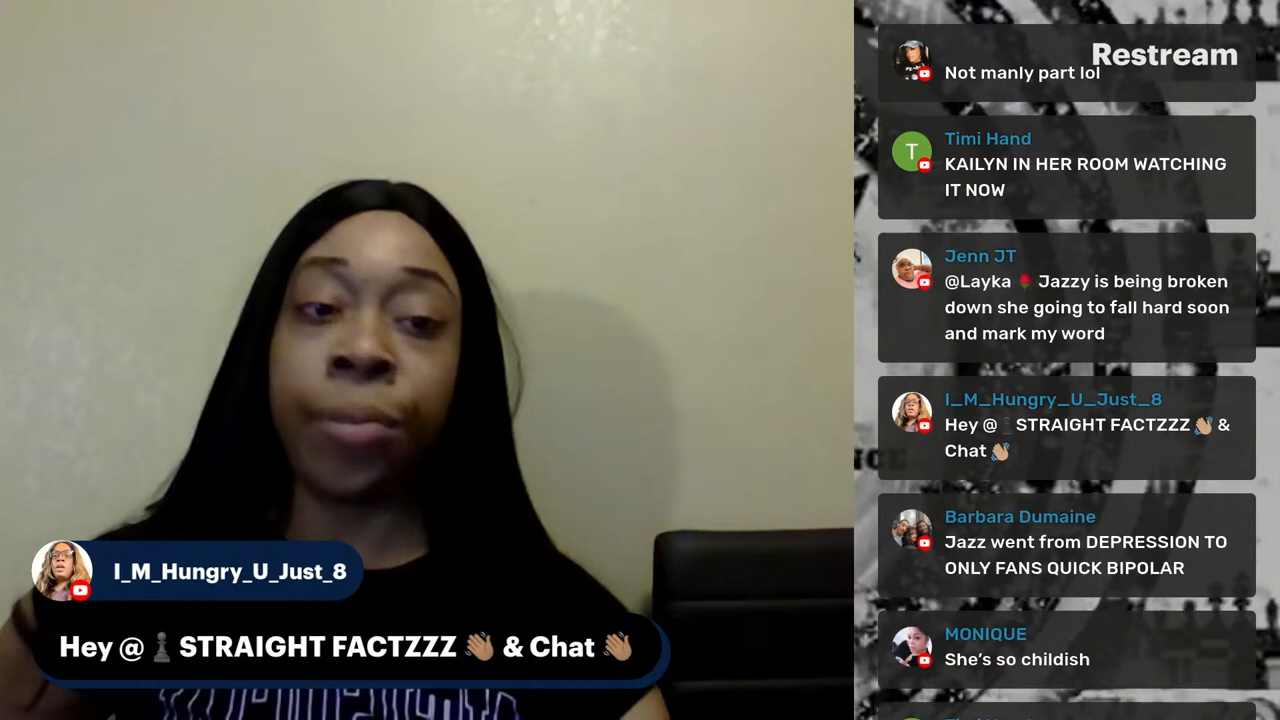 Restream
Not manly part lol
Timi Hand
KAILYN IN HER ROOM WATCHING
IT NOW
Jenn JT
@Layka 🌹 Jazzy is being broken
down she going to fall hard soon
and mark my word
I_M_Hungry_U_Just_8
Hey @♟️STRAIGHT FACTZZZ 👋🏽 &
Chat 👋🏽
Barbara Dumaine
Jazz went from DEPRESSION TO
ONLY FANS QUICK BIPOLAR
MONIQUE
She's so childish
I_M_Hungry_U_Just_8
Hey @♟️ STRAIGHT FACTZZZ 👋🏽 & Chat 👋🏽
T